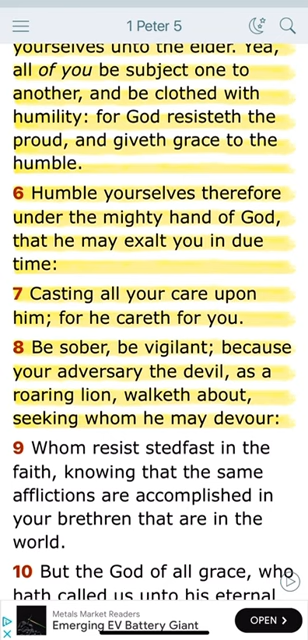 1 Peter 5
yourselves unto the elder. Yea,
all of you be subject one to
another, and be clothed with
humility: for God resisteth the
proud, and giveth grace to the
humble.
6 Humble yourselves therefore
under the mighty hand of God,
that he may exalt you in due
time:
7 Casting all your care upon
him; for he careth for you.
8 Be sober, be vigilant; because
your adversary the devil, as a
roaring lion, walketh about,
seeking whom he may devour:
9 Whom resist stedfast in the
faith, knowing that the same
afflictions are accomplished in
your brethren that are in the
world.
10 But the God of all grace, who
hath called us unto his eternal
Metals Market Readers
Emerging EV Battery Giant
OPEN >